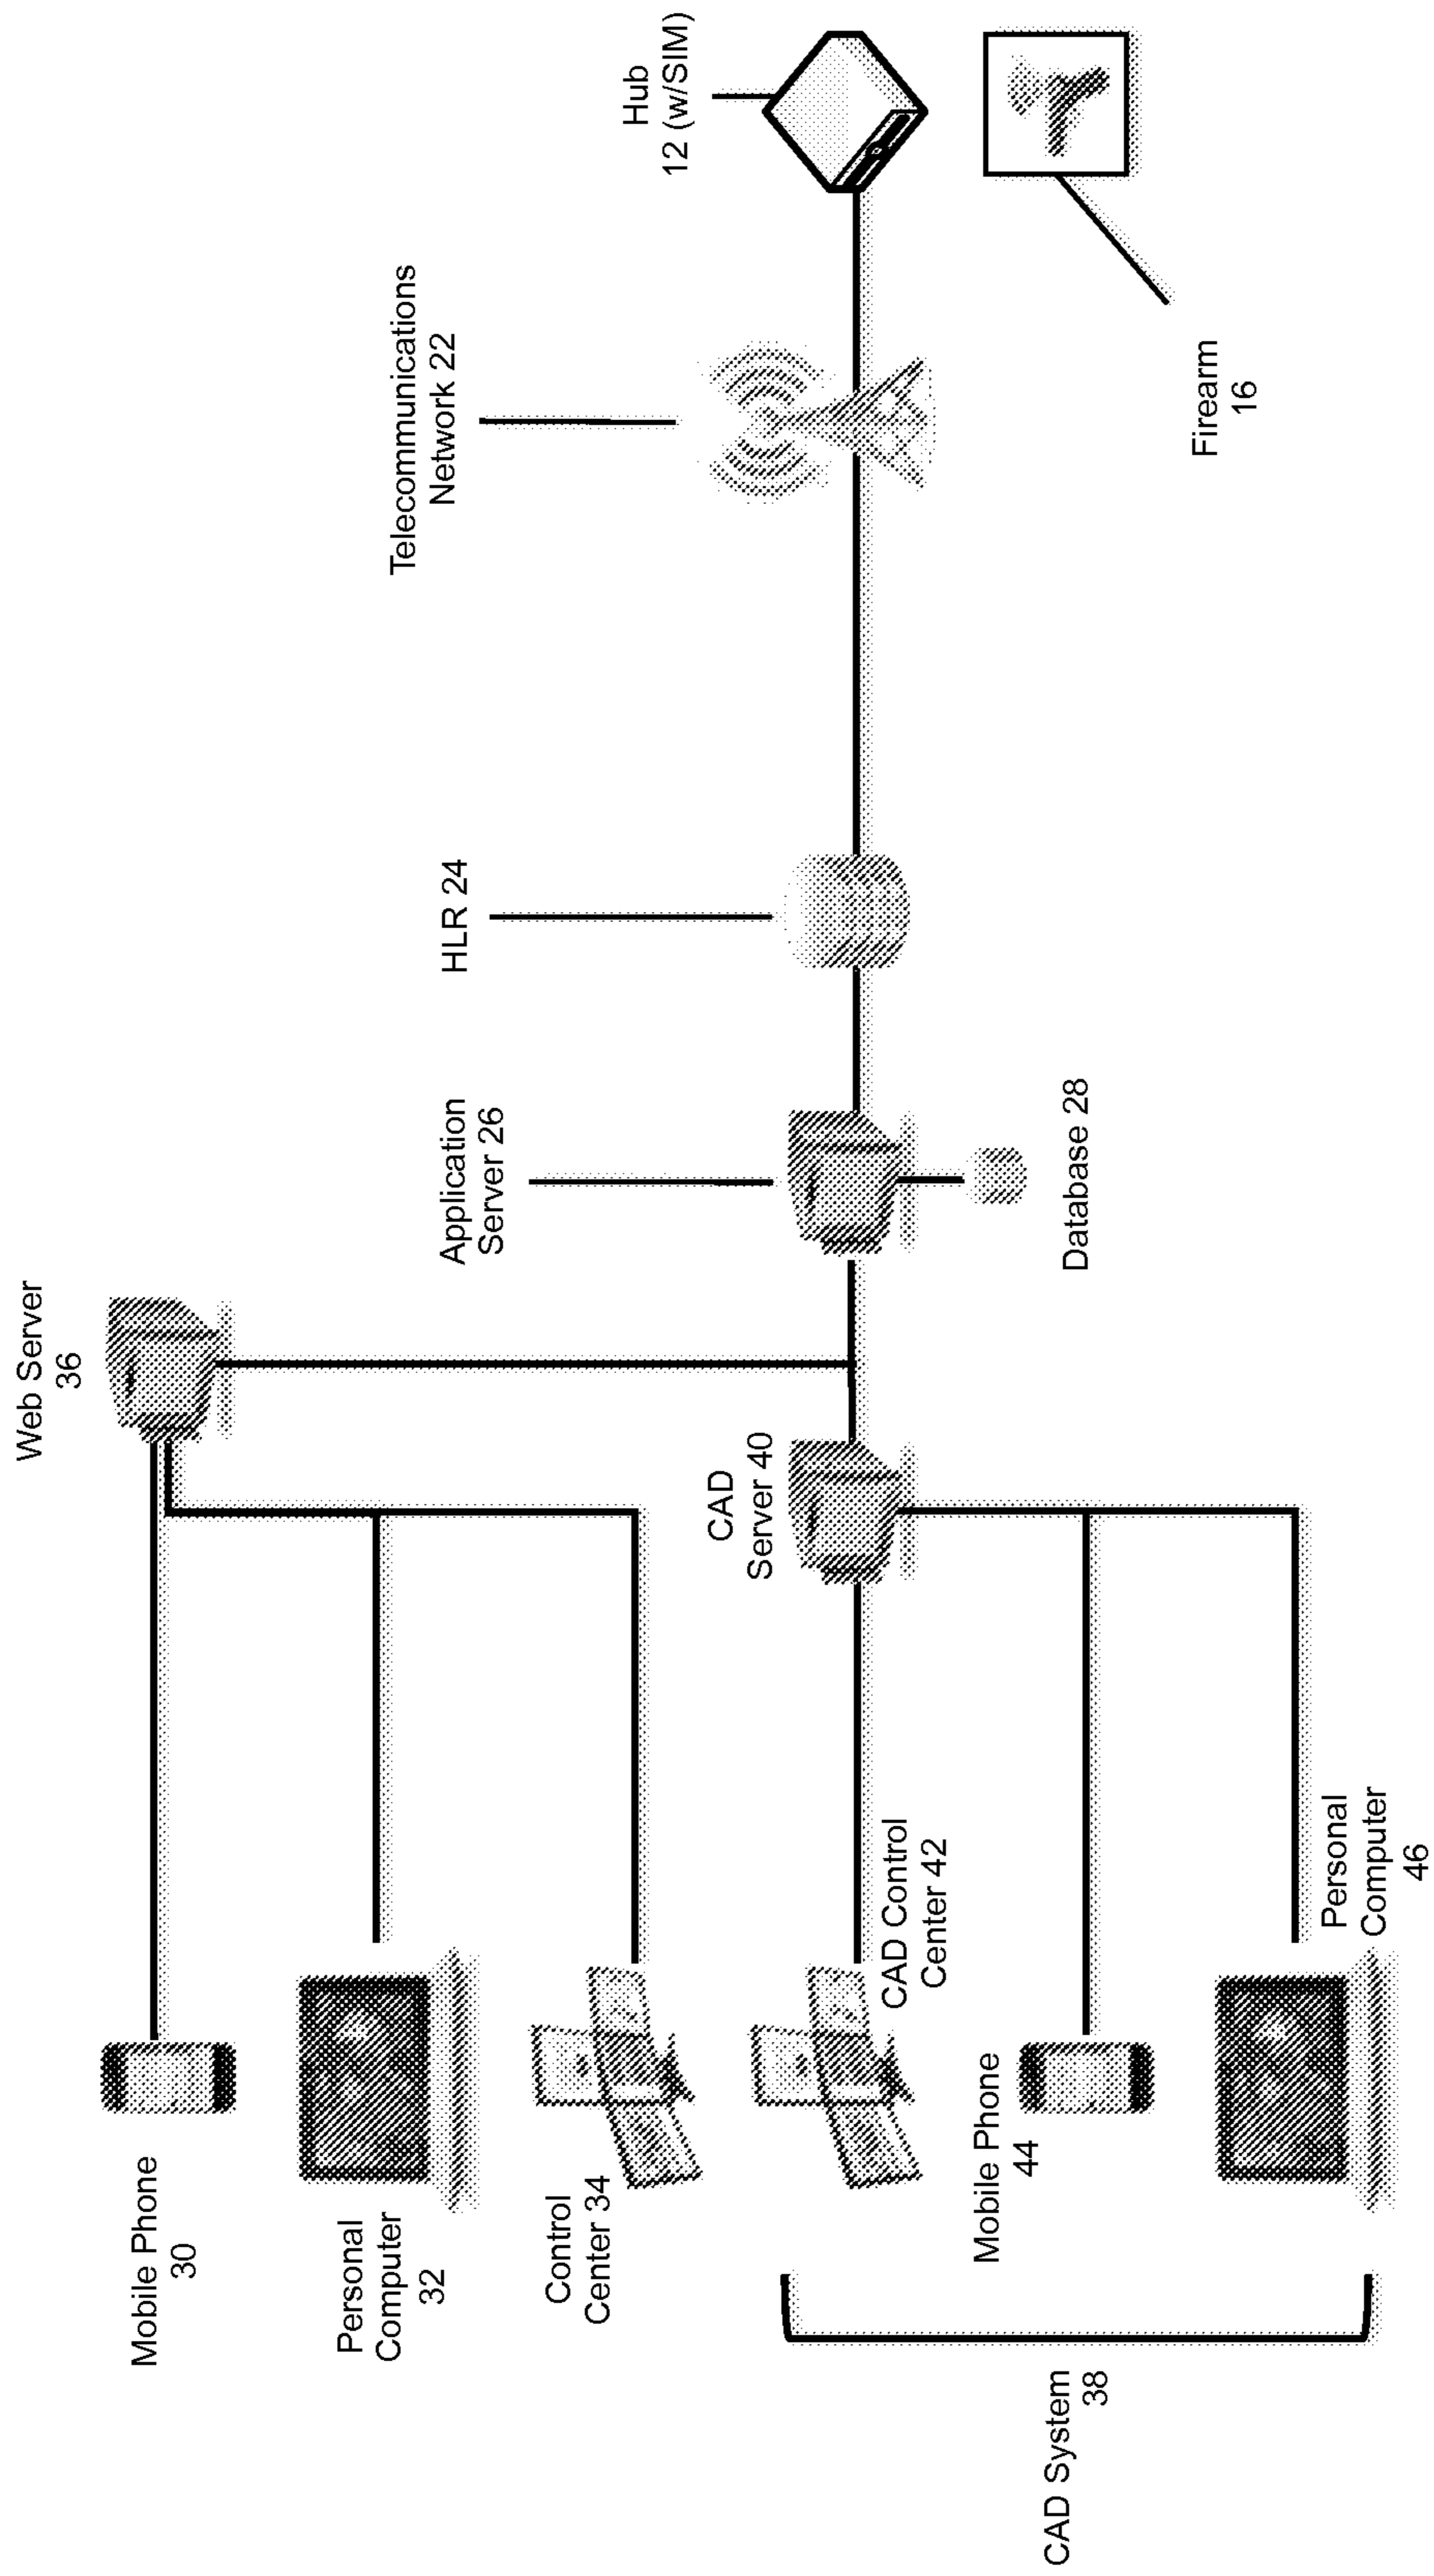 Web Server
36
Mobile Phone
30
Personal
Computer
32
Control
Center 34
Application
Server 26
HLR 24
Telecommunications
Network 22
Hub
12 (w/SIM)
CAD
Server 40
CAD Control
Center 42
Mobile Phone
44
Database 28
Firearm
16
CAD System
38
Personal
Computer
46